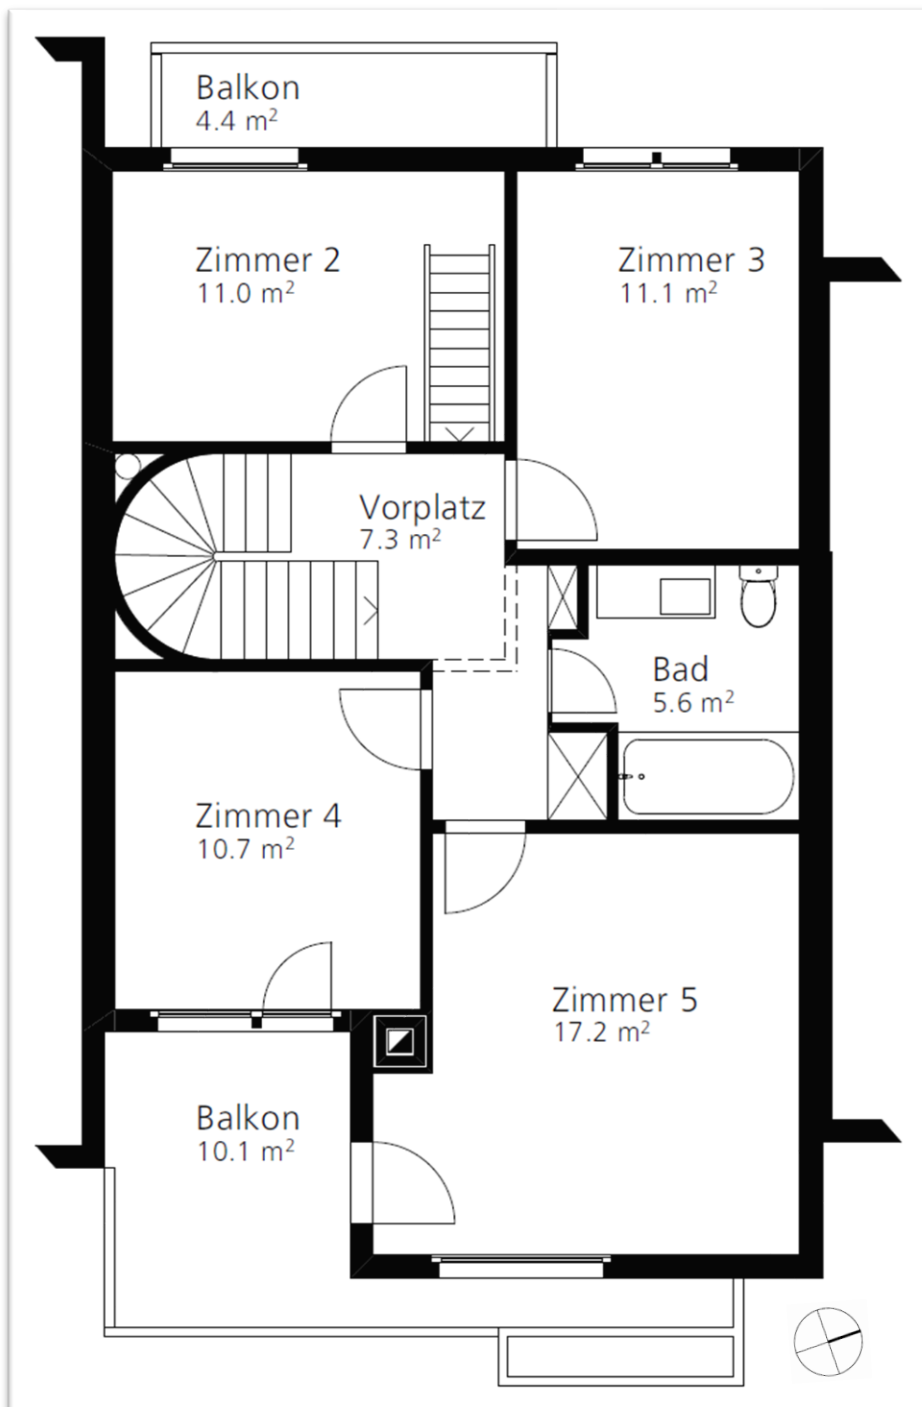 Balkon
4.4 m²
Zimmer 2
11.0 m²
Zimmer 3
11.1 m²
Vorplatz
7.3 m²
Bad
5.6 m²
Zimmer 4
10.7 m²
Zimmer 5
17.2 m²
Balkon
10.1 m²